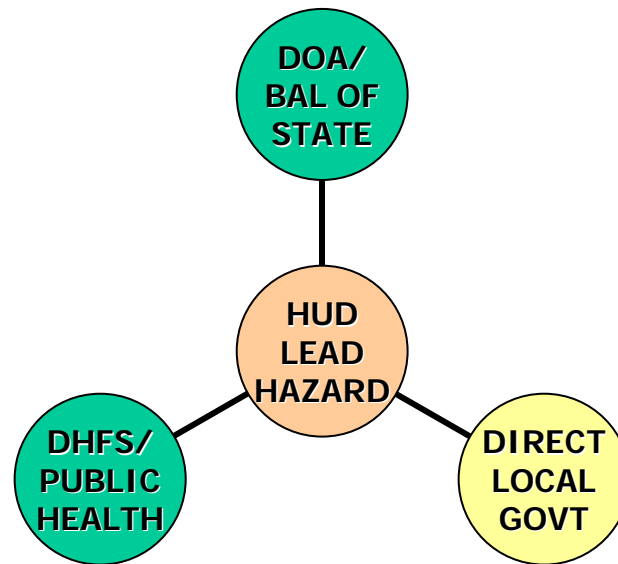 DOA/
BAL OF
STATE
HUD
LEAD
HAZARD
DHFS/
PUBLIC
HEALTH
DIRECT
LOCAL
GOVT